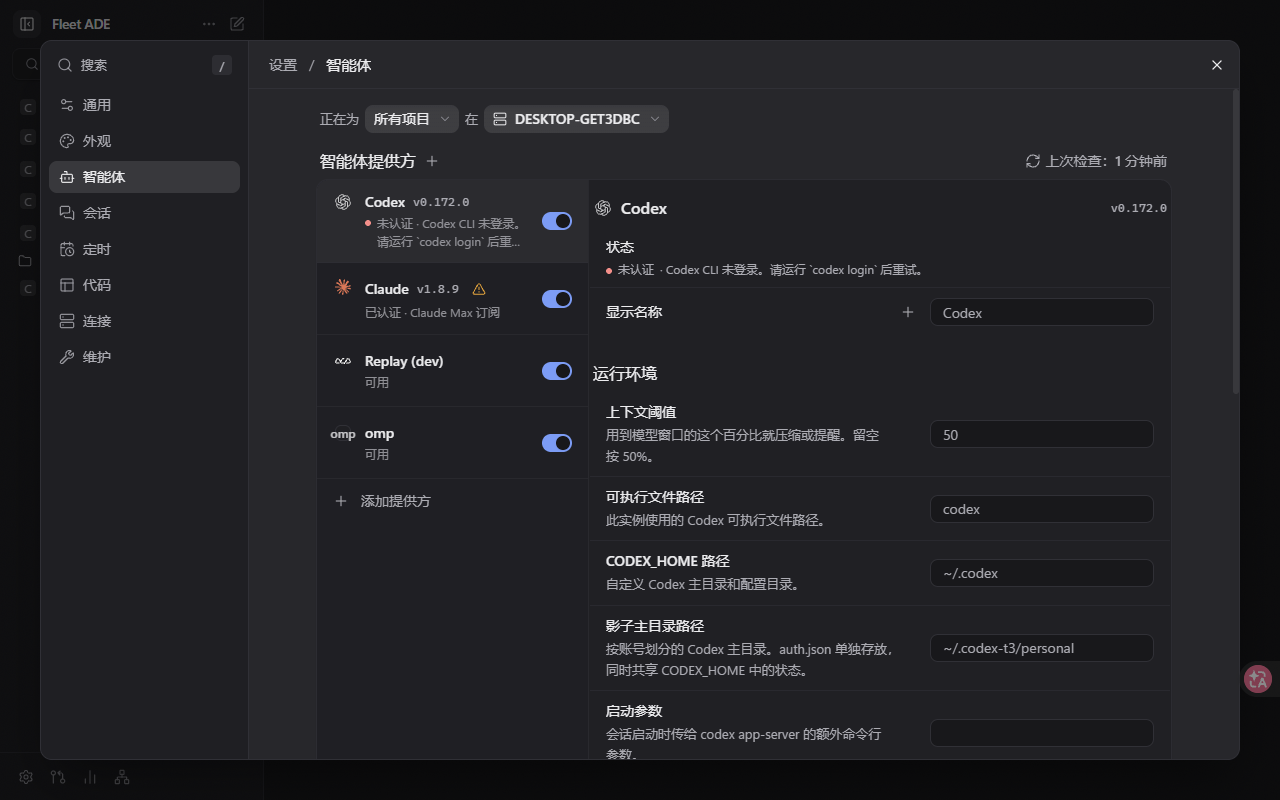 Fleet ADE
搜索
/
通用
外观
智能体
会话
定时
代码
连接
维护
设置 / 智能体
正在为 所有项目 在 DESKTOP-GET3DBC
智能体提供方
上次检查：1 分钟前
Codex v0.172.0
未认证 · Codex CLI 未登录。
请运行 `codex login` 后重...
Claude v1.8.9
已认证 · Claude Max 订阅
Replay (dev)
可用
omp omp
可用
添加提供方
Codex
v0.172.0
状态
未认证 · Codex CLI 未登录。请运行 `codex login` 后重试。
显示名称
Codex
运行环境
上下文阈值
用到模型窗口的这个百分比就压缩或提醒。留空
按 50%。
50
可执行文件路径
此实例使用的 Codex 可执行文件路径。
codex
CODEX_HOME 路径
自定义 Codex 主目录和配置目录。
~/.codex
影子主目录路径
按账号划分的 Codex 主目录。auth.json 单独存放，
同时共享 CODEX_HOME 中的状态。
~/.codex-t3/personal
启动参数
会话启动时传给 codex app-server 的额外命令行
参数。
C
C
C
C
C
C